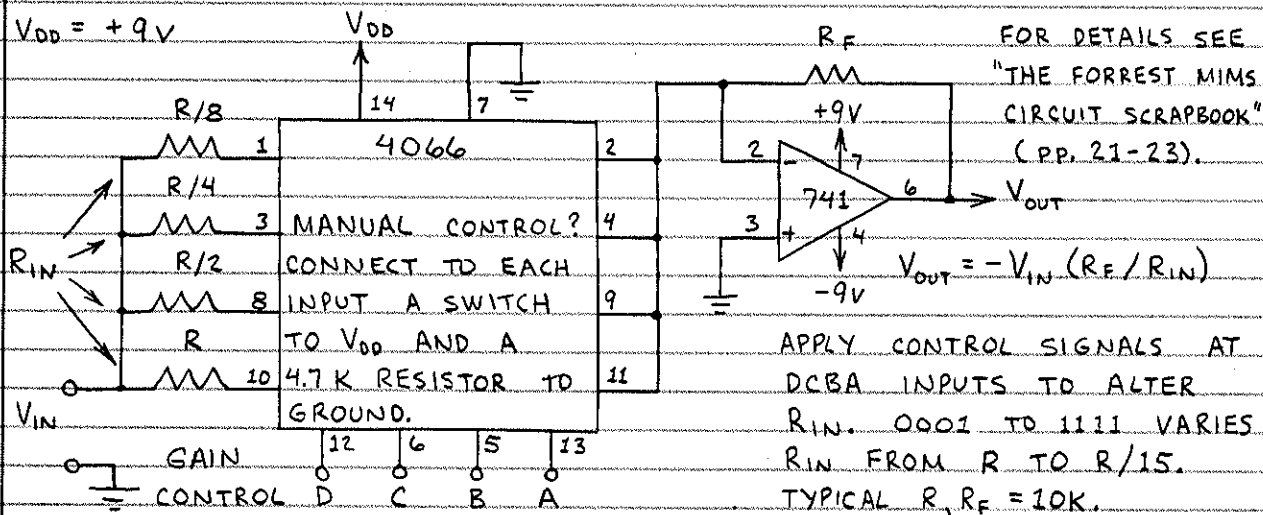 VDD = +9V
VDD
RF
FOR DETAILS SEE
"THE FORREST MIMS
CIRCUIT SCRAPBOOK"
(PP. 21-23).
14
7
+9V
R/8
1
4066
2
2
-
7
741
6
VOUT
R/4
3
MANUAL CONTROL?
4
3
+
4
-9V
VOUT = -VIN (RF / RIN)
RIN
R/2
8
CONNECT TO EACH
INPUT A SWITCH
9
R
10
TO VDD AND A
4.7K RESISTOR TO
GROUND.
11
VIN
12
6
5
13
GAIN
CONTROL
D
C
B
A
APPLY CONTROL SIGNALS AT
DCBA INPUTS TO ALTER
RIN. 0001 TO 1111 VARIES
RIN FROM R TO R/15.
TYPICAL R, RF = 10K.